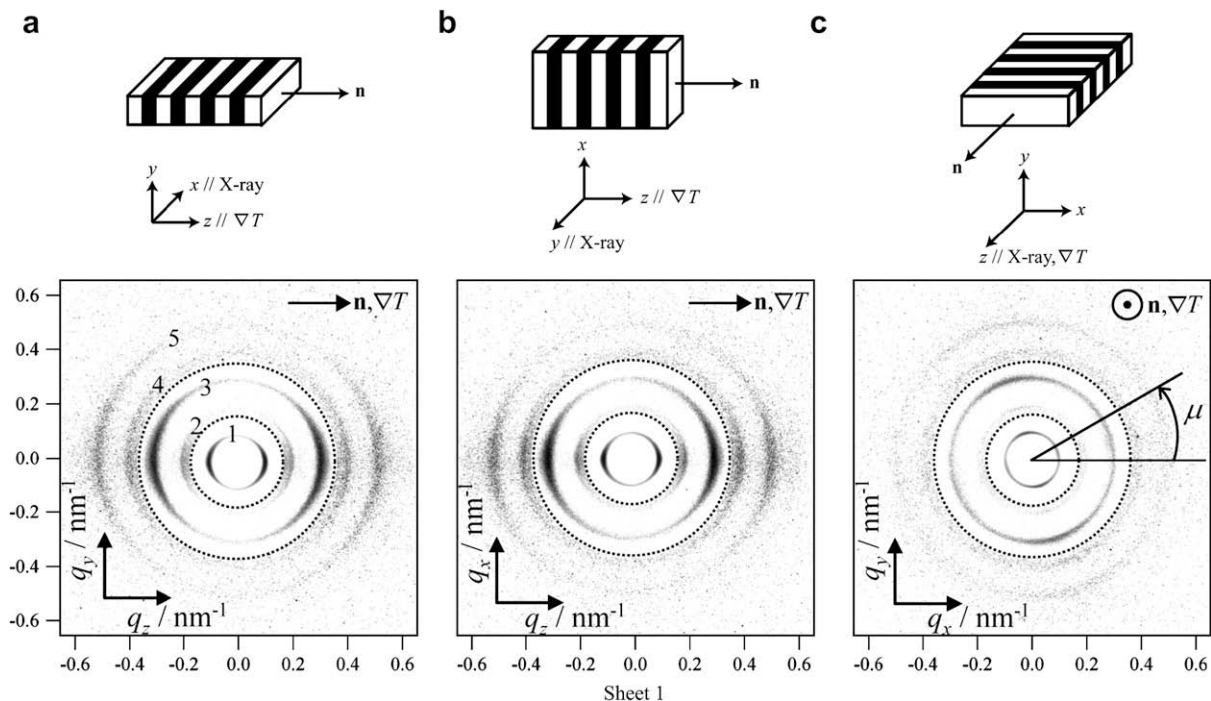 a
b
c
n
n
n
y
x // X-ray
z // ∇T
x
z // ∇T
y // X-ray
y
x
z // X-ray, ∇T
n,∇T
5
4
3
2
1
0.6
0.4
0.2
0.0
-0.2
-0.4
-0.6
q_y / nm⁻¹
q_z / nm⁻¹
-0.6 -0.4 -0.2 0.0 0.2 0.4 0.6
n,∇T
q_x / nm⁻¹
q_z / nm⁻¹
-0.6 -0.4 -0.2 0.0 0.2 0.4 0.6
n,∇T
μ
q_y / nm⁻¹
q_x / nm⁻¹
-0.6 -0.4 -0.2 0.0 0.2 0.4 0.6
Sheet 1